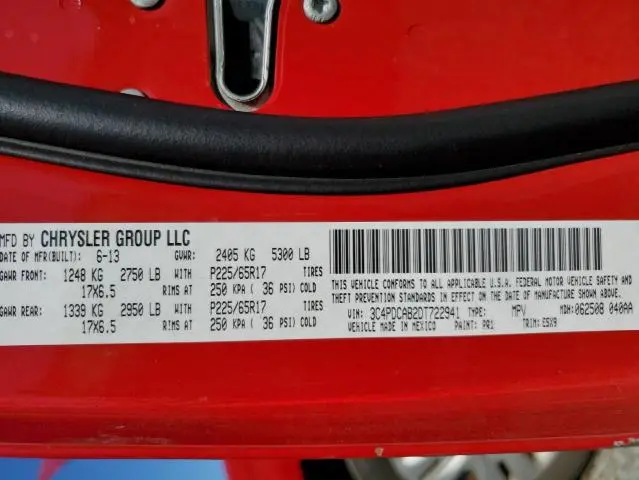 MFD BY CHRYSLER GROUP LLC
DATE OF MFR(BUILT): 6-13 GVWR: 2405 KG 5300 LB
GAWR FRONT: 1248 KG 2750 LB WITH P225/65R17 TIRES
17X6.5 RIMS AT 250 KPA ( 36 PSI) COLD
GAWR REAR: 1339 KG 2950 LB WITH P225/65R17 TIRES
17X6.5 RIMS AT 250 KPA ( 36 PSI) COLD
THIS VEHICLE CONFORMS TO ALL APPLICABLE U.S.A. FEDERAL MOTOR VEHICLE SAFETY AND
THEFT PREVENTION STANDARDS IN EFFECT ON THE DATE OF MANUFACTURE SHOWN ABOVE.
VIN: 3C4PDCAB2DT722941 TYPE: MPV MDH:062508 040AA
VEHICLE MADE IN MEXICO PAINT: PR1 TRIM: E5X9